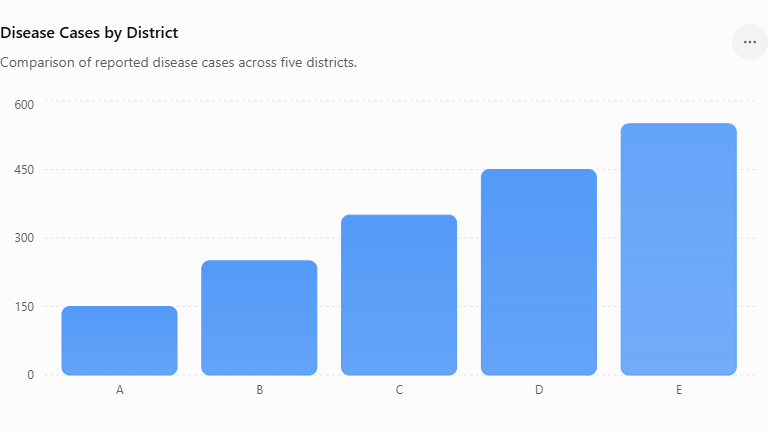 Disease Cases by District
Comparison of reported disease cases across five districts.
600
450
300
150
0
A B C D E